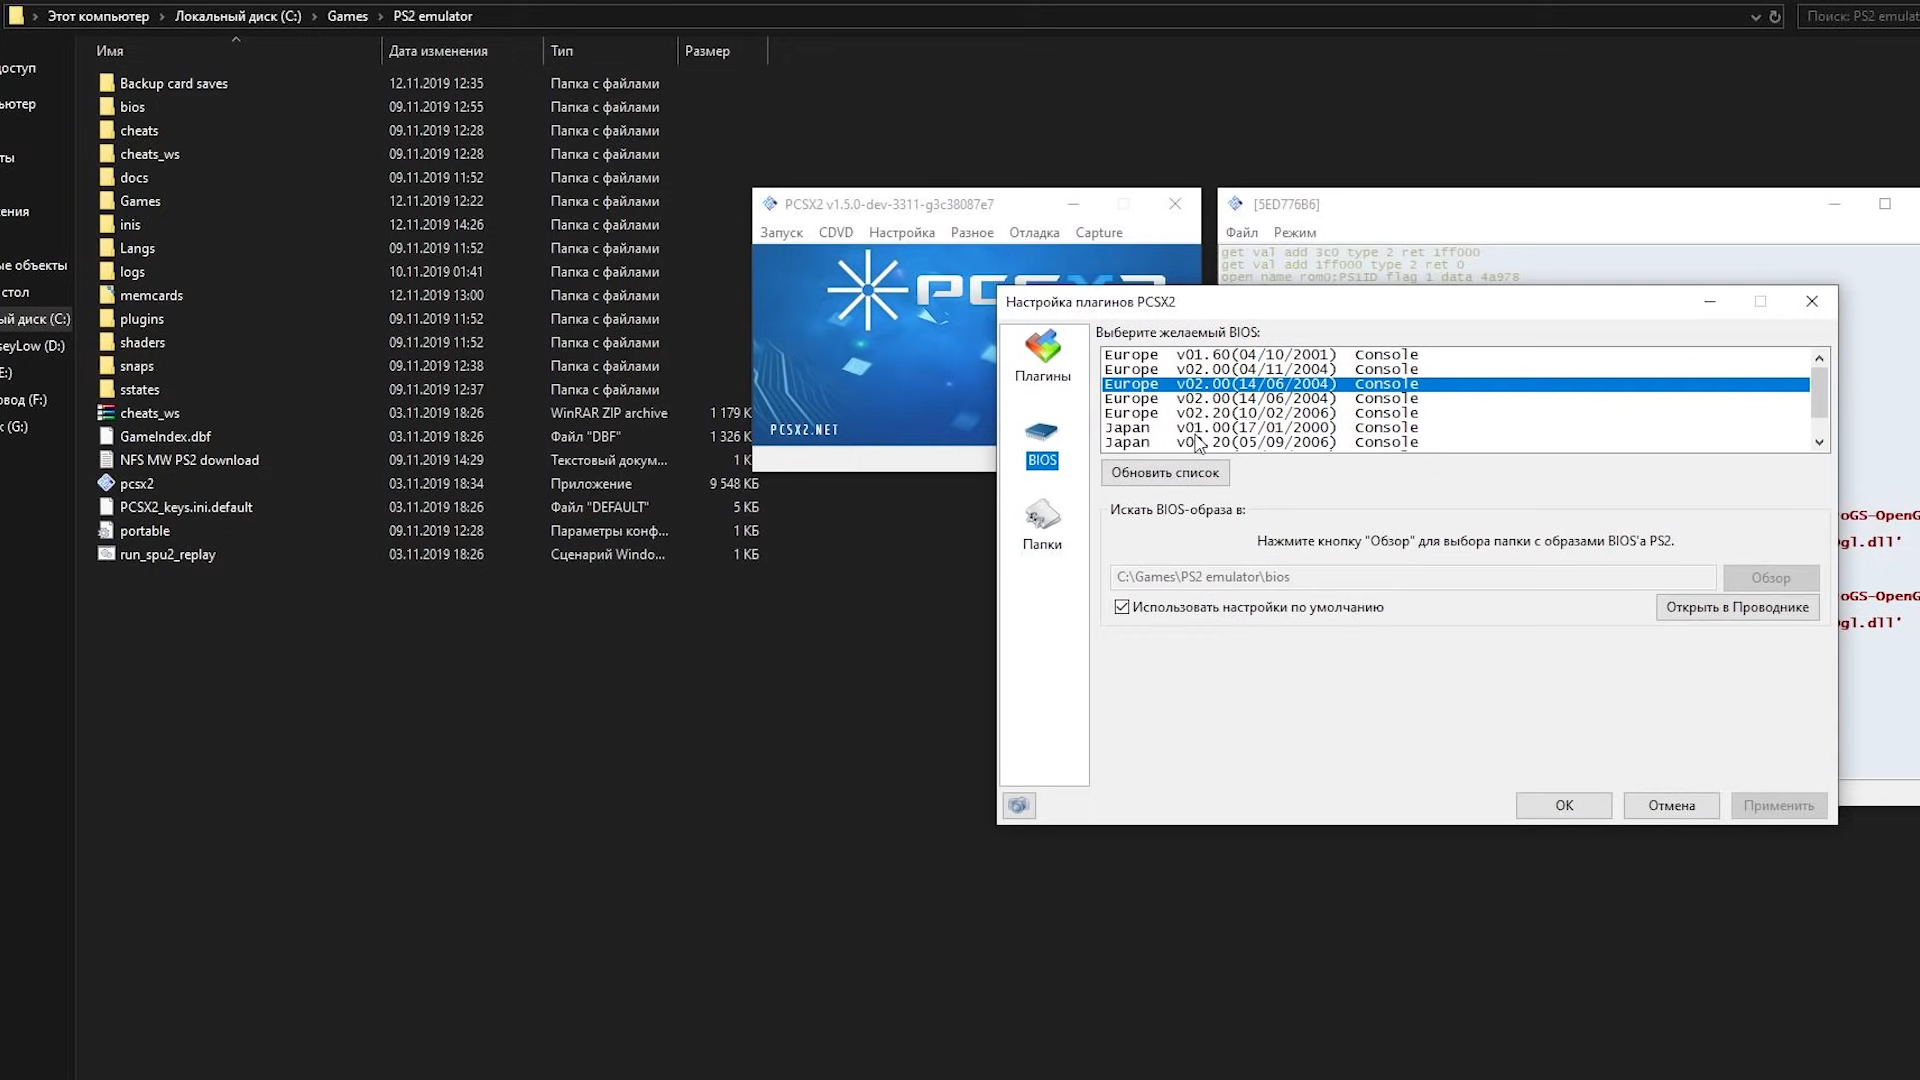 Этот компьютер > Локальный диск (C:) > Games > PS2 emulator
Поиск: PS2 emulat
Имя Дата изменения Тип Размер
Backup card saves 12.11.2019 12:35 Папка с файлами
bios 09.11.2019 12:55 Папка с файлами
cheats 09.11.2019 12:28 Папка с файлами
cheats_ws 09.11.2019 12:28 Папка с файлами
docs 09.11.2019 11:52 Папка с файлами
Games 12.11.2019 12:22 Папка с файлами
inis 12.11.2019 14:26 Папка с файлами
Langs 09.11.2019 11:52 Папка с файлами
logs 10.11.2019 01:41 Папка с файлами
memcards 12.11.2019 13:00 Папка с файлами
plugins 09.11.2019 11:52 Папка с файлами
shaders 09.11.2019 11:52 Папка с файлами
snaps 12.11.2019 12:38 Папка с файлами
sstates 09.11.2019 12:37 Папка с файлами
cheats_ws 03.11.2019 18:26 WinRAR ZIP archive 1 179 К
GameIndex.dbf 03.11.2019 18:26 Файл "DBF" 1 326 К
NFS MW PS2 download 09.11.2019 14:29 Текстовый докум... 1 К
pcsx2 03.11.2019 18:34 Приложение 9 548 КБ
PCSX2_keys.ini.default 03.11.2019 18:26 Файл "DEFAULT" 5 КБ
portable 09.11.2019 12:28 Параметры конф... 1 КБ
run_spu2_replay 03.11.2019 18:26 Сценарий Windo... 1 КБ
оступ
ьютер
ты
ения
ые объекты
стол
ый диск (C:)
seyLow (D:)
E:)
овод (F:)
к (G:)
PCSX2 v1.5.0-dev-3311-g3c38087e7
Запуск CDVD Настройка Разное Отладка Capture
PCSX2.NET
[5ED776B6]
Файл Режим
get val add 3c0 type 2 ret 1ff000
get val add 1ff000 type 2 ret 0
open name rom0:PS1ID flag 1 data 4a978
oGS-OpenG
gl.dll'
oGS-OpenG
gl.dll'
Настройка плагинов PCSX2
Плагины
BIOS
Папки
Выберите желаемый BIOS:
Europe v01.60(04/10/2001) Console
Europe v02.00(04/11/2004) Console
Europe v02.00(14/06/2004) Console
Europe v02.00(14/06/2004) Console
Europe v02.20(10/02/2006) Console
Japan v01.00(17/01/2000) Console
Japan 20(05/09/2006) Console
Обновить список
Искать BIOS-образа в:
Нажмите кнопку "Обзор" для выбора папки с образами BIOS'а PS2.
C:\Games\PS2 emulator\bios
Обзор
Использовать настройки по умолчанию
Открыть в Проводнике
OK Отмена Применить